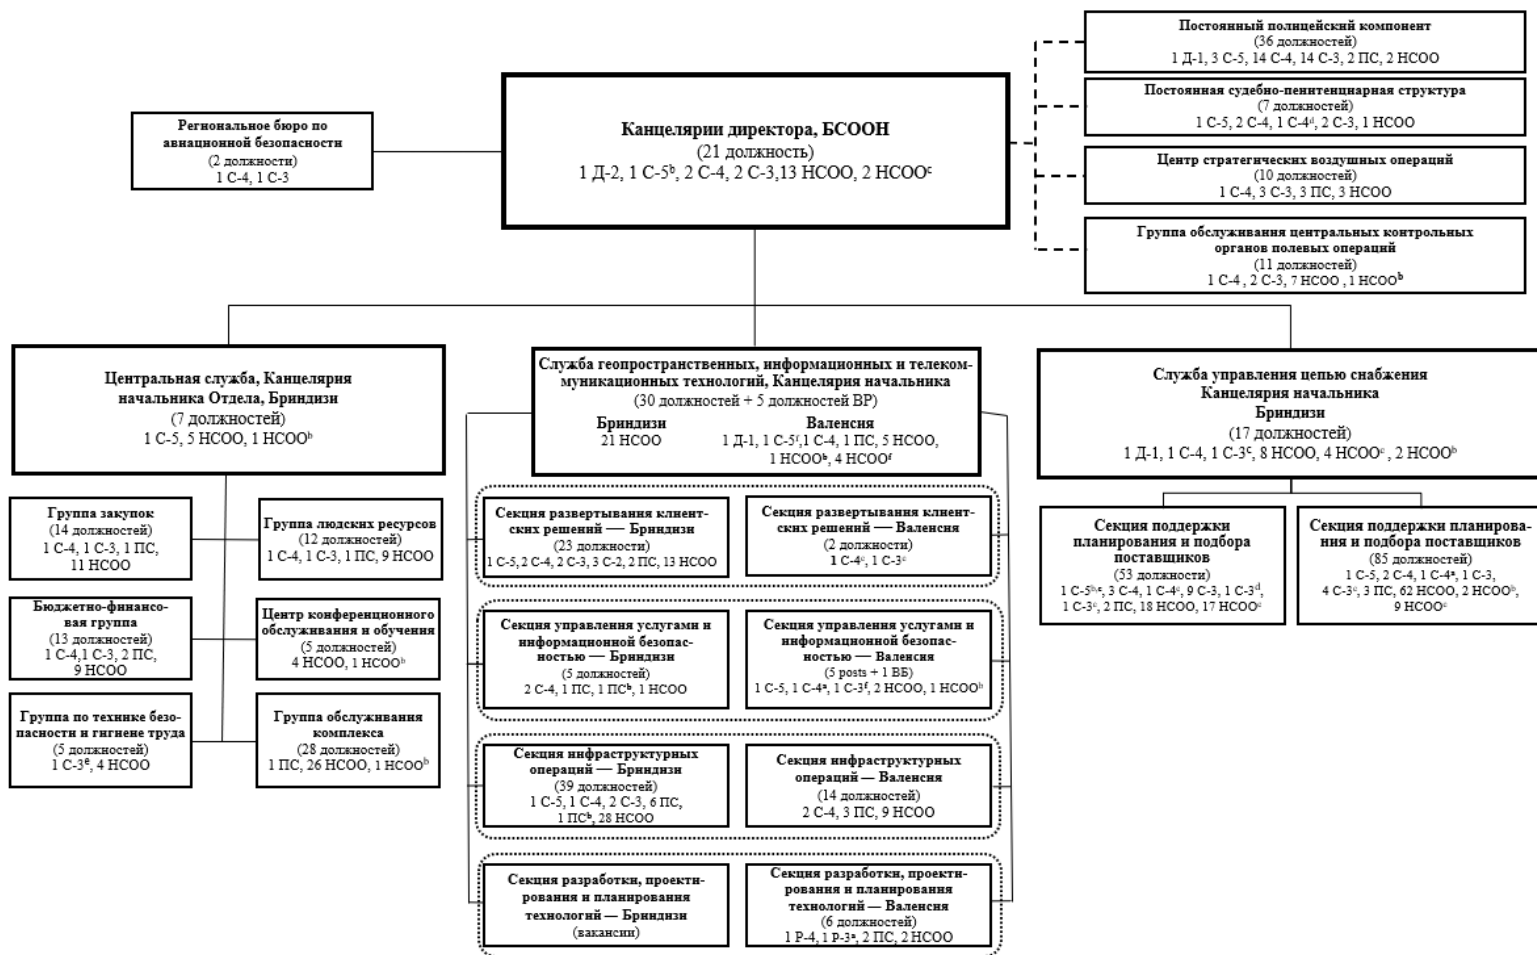 Постоянный полицейский компонент
(36 должностей)
1 Д-1, 3 С-5, 14 С-4, 14 С-3, 2 ПС, 2 НСОО
Постоянная судебно-пенитенциарная структура
(7 должностей)
1 С-5, 2 С-4, 1 С-4ᵈ, 2 С-3, 1 НСОО
Центр стратегических воздушных операций
(10 должностей)
1 С-4, 3 С-3, 3 ПС, 3 НСОО
Группа обслуживания центральных контрольных
органов полевых операций
(11 должностей)
1 С-4 , 2 С-3, 7 НСОО , 1 НСООᵇ
Региональное бюро по
авиационной безопасности
(2 должности)
1 С-4, 1 С-3
Канцелярии директора, БСООН
(21 должность)
1 Д-2, 1 С-5ᵇ, 2 С-4, 2 С-3,13 НСОО, 2 НСООᶜ
Центральная служба, Канцелярия
начальника Отдела, Бриндизи
(7 должностей)
1 С-5, 5 НСОО, 1 НСООᵇ
Группа закупок
(14 должностей)
1 С-4, 1 С-3, 1 ПС,
11 НСОО
Группа людских ресурсов
(12 должностей)
1 С-4, 1 С-3, 1 ПС, 9 НСОО
Бюджетно-финансо-
вая группа
(13 должностей)
1 С-4,1 С-3, 2 ПС,
9 НСОО
Центр конференционного
обслуживания и обучения
(5 должностей)
4 НСОО, 1 НСООᵇ
Группа по технике безо-
пасности и гигиене труда
(5 должностей)
1 С-3ᵉ, 4 НСОО
Группа обслуживания
комплекса
(28 должностей)
1 ПС, 26 НСОО, 1 НСООᵇ
Служба геопространственных, информационных и телеком-
муникационных технологий, Канцелярия начальника
(30 должностей + 5 должностей ВР)
Бриндизи
21 НСОО
Валенсия
1 Д-1, 1 С-5ᶠ,1 С-4, 1 ПС, 5 НСОО,
1 НСООᵇ, 4 НСООᶠ
Секция развертывания клиент-
ских решений — Бриндизи
(23 должности)
1 С-5,2 С-4, 2 С-3, 3 С-2, 2 ПС, 13 НСОО
Секция развертывания клиент-
ских решений — Валенсия
(2 должности)
1 С-4ᶜ, 1 С-3ᶜ
Секция управления услугами и
информационной безопас-
ностью — Бриндизи
(5 должностей)
2 С-4, 1 ПС, 1 ПСᵇ, 1 НСОО
Секция управления услугами и
информационной безопас-
ностью — Валенсия
(5 posts + 1 ВБ)
1 С-5, 1 С-4ᵃ, 1 С-3ᶠ, 2 НСОО, 1 НСООᵇ
Секция инфраструктурных
операций — Бриндизи
(39 должностей)
1 С-5, 1 С-4, 2 С-3, 6 ПС,
1 ПСᵇ, 28 НСОО
Секция инфраструктурных
операций — Валенсия
(14 должностей)
2 С-4, 3 ПС, 9 НСОО
Секция разработки, проекти-
рования и планирования
технологий — Бриндизи
(вакансии)
Секция разработки, проекти-
рования и планирования
технологий — Валенсия
(6 должностей)
1 Р-4, 1 Р-3ᵃ, 2 ПС, 2 НСОО
Служба управления цепью снабжения
Канцелярия начальника
Бриндизи
(17 должностей)
1 Д-1, 1 С-4, 1 С-3ᶜ, 8 НСОО, 4 НСООᶜ , 2 НСООᵇ
Секция поддержки
планирования и подбора
поставщиков
(53 должности)
1 С-5ᵇ·ᵉ, 3 С-4, 1 С-4ᶜ, 9 С-3, 1 С-3ᵈ,
1 С-3ᶜ, 2 ПС, 18 НСОО, 17 НСООᶜ
Секция поддержки планирова-
ния и подбора поставщиков
(85 должностей)
1 С-5, 2 С-4, 1 С-4ᵃ, 1 С-3,
4 С-3ᶜ, 3 ПС, 62 НСОО, 2 НСООᵇ,
9 НСООᶜ